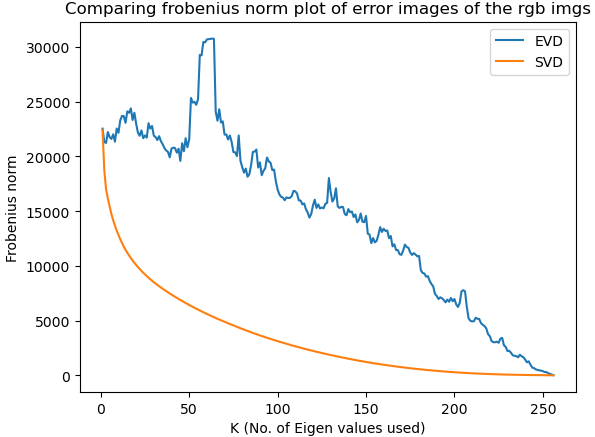 Comparing frobenius norm plot of error images of the rgb imgs
EVD
SVD
Frobenius norm
30000
25000
20000
15000
10000
5000
0
0 50 100 150 200 250
K (No. of Eigen values used)